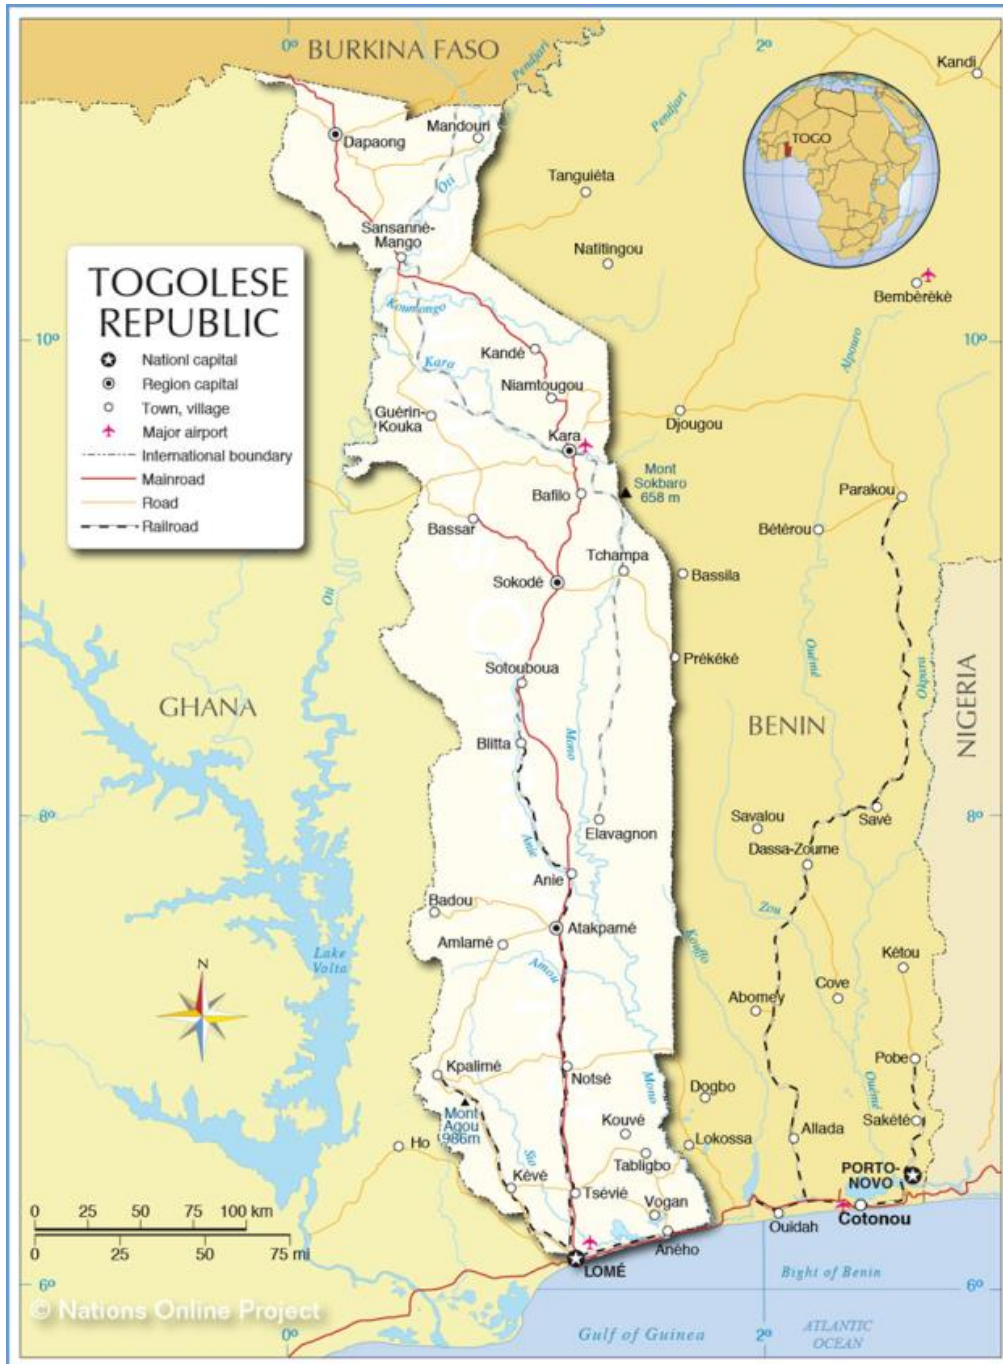 0°
2°
BURKINA FASO
Pendjari
Kandi
Mandouri
Pendjari
Dapaong
TOGO
Oti
Tanguiéta
Sansanné-
Mango
Natitingou
TOGOLESE
REPUBLIC
Nationl capital
Region capital
Town, village
Major airport
International boundary
Mainroad
Road
Railroad
Bembèrèkè
Koumongo
10°
10°
Alpouro
Kandé
Kara
Niamtougou
Guérin-
Kouka
Djougou
Kara
Mont
Sokbaro
658 m
Bafilo
Parakou
Bassar
Bétérou
Tchampa
Sokodé
Bassila
Oti
Prékéké
Ouémé
Okpara
Sotouboua
GHANA
BENIN
NIGERIA
Blitta
Mono
8°
8°
Elavagnon
Savalou
Savé
Anie
Dassa-Zoume
Anie
Badou
Zou
Atakpamé
Amlamé
Kouffo
Lake
Volta
Kétou
N
Amou
Cove
Abomey
Kpalimé
Notsé
Pobe
Mono
Dogbo
Ouémé
Mont
Agou
986m
Kouvé
Sakété
Ho
Lokossa
Allada
Sio
Tabligbo
PORTO-
NOVO
Kèvé
Tsévié
Vogan
0 25 50 75 100 km
Ouidah
Cotonou
Aného
0 25 50 75 mi
LOMÉ
Bight of Benin
6°
6°
© Nations Online Project
0°
Gulf of Guinea
2°
ATLANTIC
OCEAN